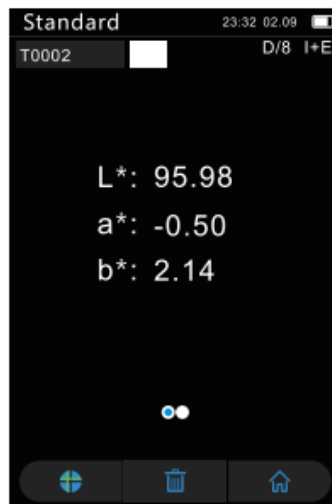 Standard 23:32 02.09
T0002 D/8 I+E
L*: 95.98
a*: -0.50
b*: 2.14